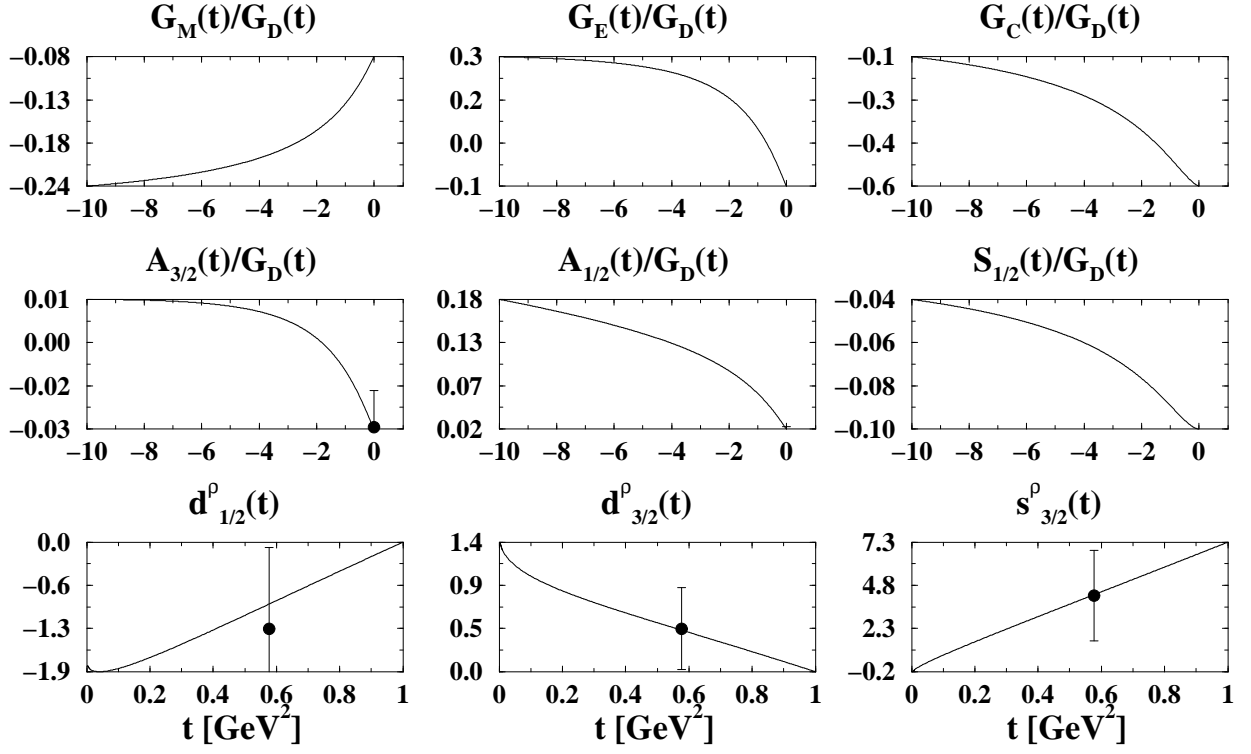 G_M(t)/G_D(t) G_E(t)/G_D(t) G_C(t)/G_D(t)
−0.08 0.3 −0.1
−0.13 0.2 −0.3
−0.18 0.0 −0.4
−0.24 −0.1 −0.6
−10 −8 −6 −4 −2 0 −10 −8 −6 −4 −2 0 −10 −8 −6 −4 −2 0
A_3/2(t)/G_D(t) A_1/2(t)/G_D(t) S_1/2(t)/G_D(t)
0.01 0.18 −0.04
0.00 0.13 −0.06
−0.02 0.07 −0.08
−0.03 0.02 −0.10
−10 −8 −6 −4 −2 0 −10 −8 −6 −4 −2 0 −10 −8 −6 −4 −2 0
d^ρ_1/2(t) d^ρ_3/2(t) s^ρ_3/2(t)
0.0 1.4 7.3
−0.6 0.9 4.8
−1.3 0.5 2.3
−1.9 0.0 −0.2
0 0.2 0.4 0.6 0.8 1 0 0.2 0.4 0.6 0.8 1 0 0.2 0.4 0.6 0.8 1
t [GeV²] t [GeV²] t [GeV²]